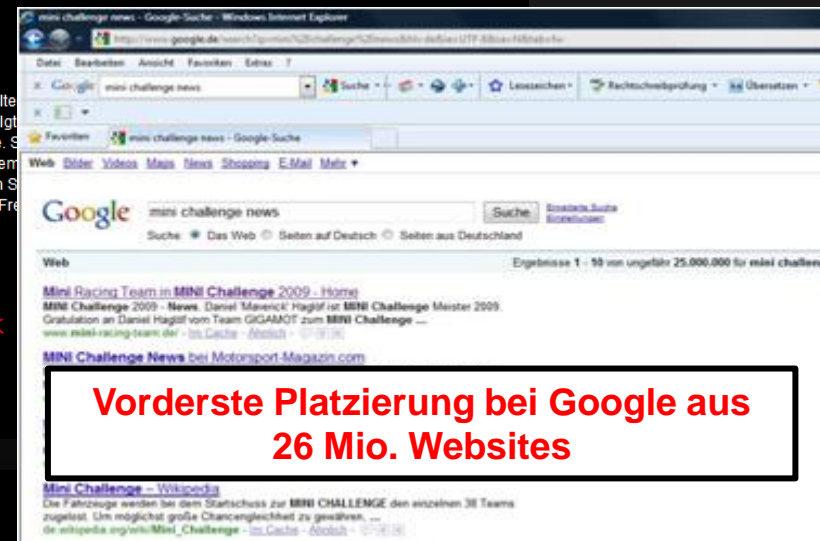 mini challenge news - Google-Suche - Windows Internet Explorer
Datei Bearbeiten Ansicht Favoriten Extras ?
x Google mini challenge news Suche Lesezeichen Rechtschreibprüfung Übersetzen
x
Favoriten mini challenge news - Google-Suche
Web Bilder Videos Maps News Shopping E-Mail Mehr ▼
Google mini challenge news Suche Erweiterte Suche
Einstellungen
Suche: Das Web Seiten auf Deutsch Seiten aus Deutschland
Web Ergebnisse 1 - 10 von ungefähr 25.000.000 für mini challeng
Mini Racing Team in MINI Challenge 2009 - Home
MINI Challenge 2009 - News. Daniel 'Maverick' Haglöf ist MINI Challenge Meister 2009.
Gratulation an Daniel Haglöf vom Team GIGAMOT zum MINI Challenge ...
www.mini-racing-team.de/ - Im Cache - Ähnlich -
MINI Challenge News bei Motorsport-Magazin.com
Vorderste Platzierung bei Google aus
26 Mio. Websites
Mini Challenge – Wikipedia
Die Fahrzeuge werden bei dem Startschuss zur MINI CHALLENGE den einzelnen 38 Teams
zugelost. Um möglichst große Chancengleichheit zu gewähren, ...
de.wikipedia.org/wiki/Mini_Challenge - Im Cache - Ähnlich -